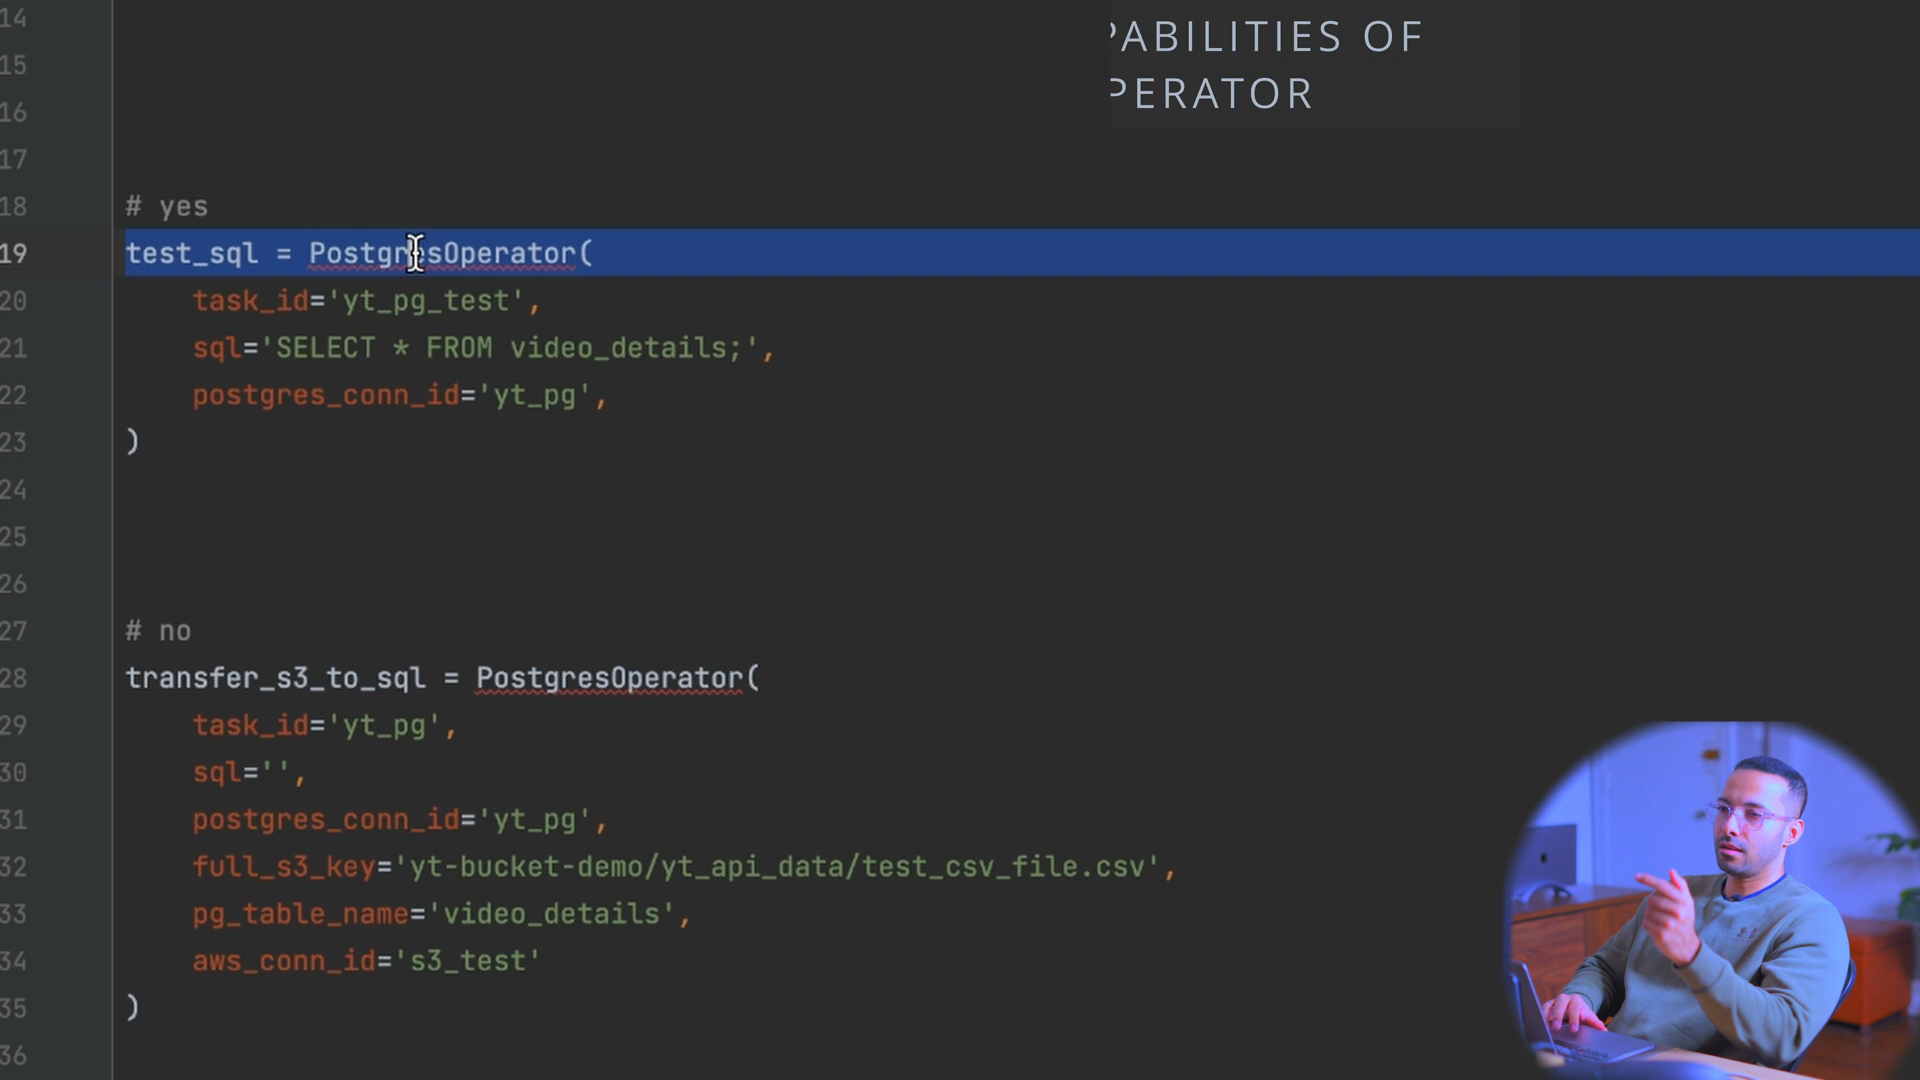 PABILITIES OF
PERATOR
14
15
16
17
18 # yes
19 test_sql = PostgresOperator(
20 task_id='yt_pg_test',
21 sql='SELECT * FROM video_details;',
22 postgres_conn_id='yt_pg',
23 )
24
25
26
27 # no
28 transfer_s3_to_sql = PostgresOperator(
29 task_id='yt_pg',
30 sql='',
31 postgres_conn_id='yt_pg',
32 full_s3_key='yt-bucket-demo/yt_api_data/test_csv_file.csv',
33 pg_table_name='video_details',
34 aws_conn_id='s3_test'
35 )
36